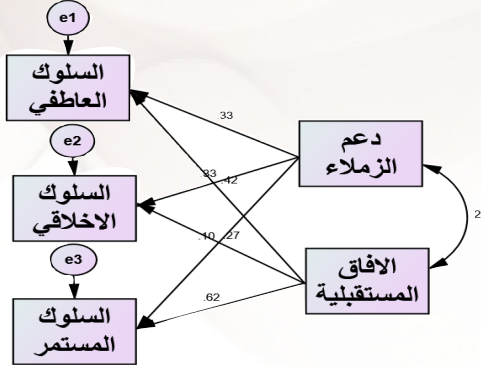 e1
السلوك
العاطفي
e2
السلوك
الاخلاقي
e3
السلوك
المستمر
.33
.33
.42
.10
.27
.62
دعم
الزملاء
الافاق
المستقبلية
2